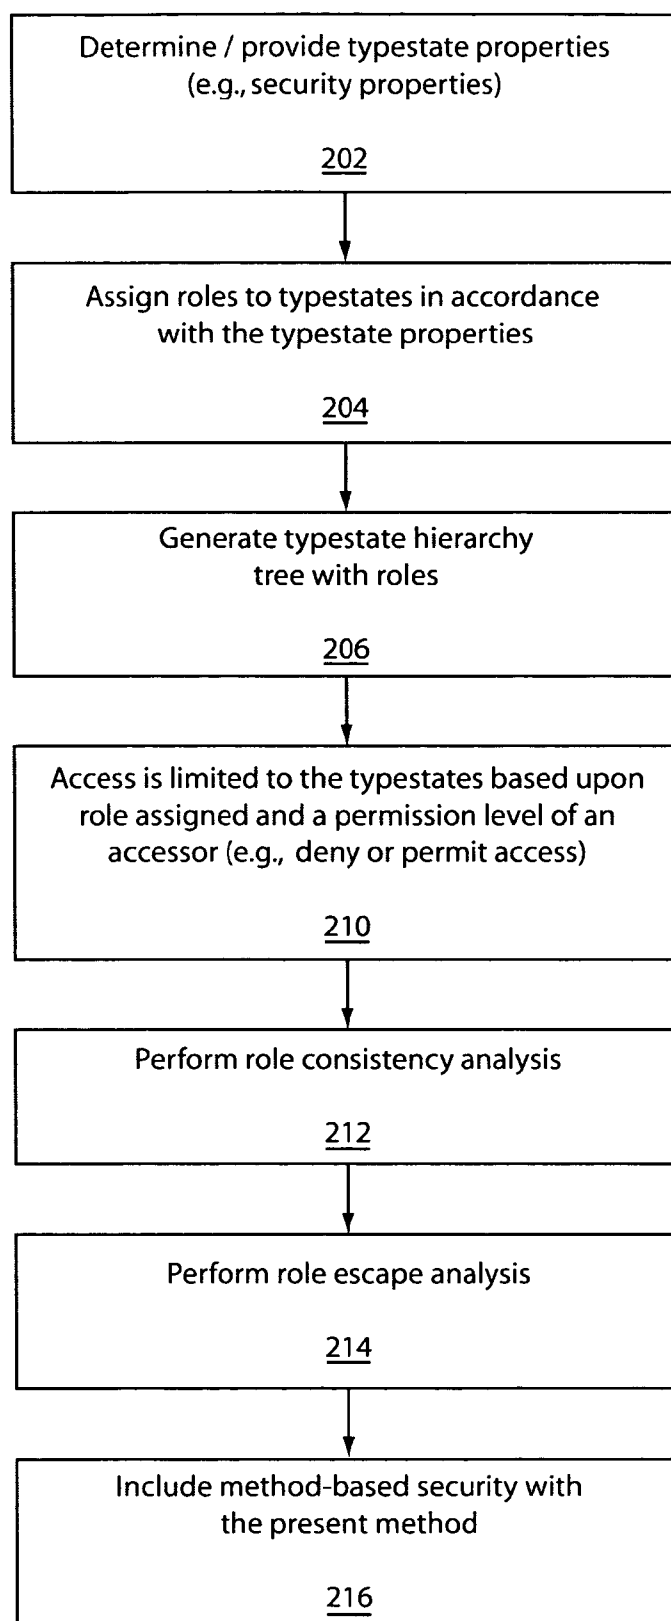 Determine / provide typestate properties
(e.g., security properties)
202
Assign roles to typestates in accordance
with the typestate properties
204
Generate typestate hierarchy
tree with roles
206
Access is limited to the typestates based upon
role assigned and a permission level of an
accessor (e.g., deny or permit access)
210
Perform role consistency analysis
212
Perform role escape analysis
214
Include method-based security with
the present method
216